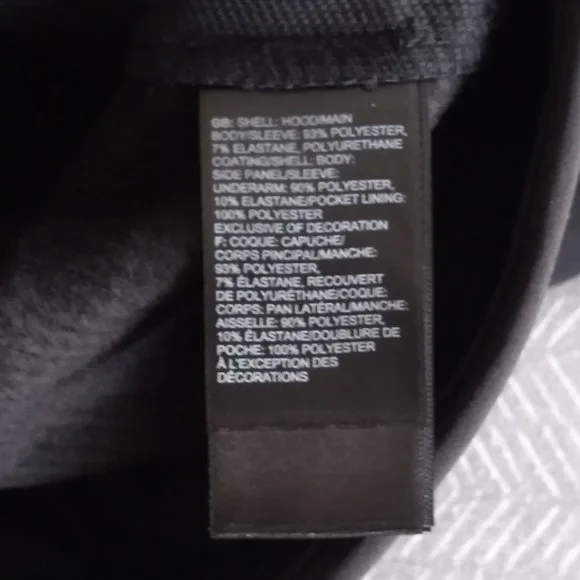 GB: SHELL: HOOD/MAIN
BODY/SLEEVE: 93% POLYESTER,
7% ELASTANE, POLYURETHANE
COATING/SHELL: BODY:
SIDE PANEL/SLEEVE:
UNDERARM: 90% POLYESTER,
10% ELASTANE/POCKET LINING:
100% POLYESTER
EXCLUSIVE OF DECORATION
F: COQUE: CAPUCHE/
CORPS PINCIPAL/MANCHE:
93% POLYESTER,
7% ÉLASTANE, RECOUVERT
DE POLYURÉTHANE/COQUE:
CORPS: PAN LATÉRAL/MANCHE:
AISSELLE: 90% POLYESTER,
10% ÉLASTANE/DOUBLURE DE
POCHE: 100% POLYESTER
À L'EXCEPTION DES
DÉCORATIONS